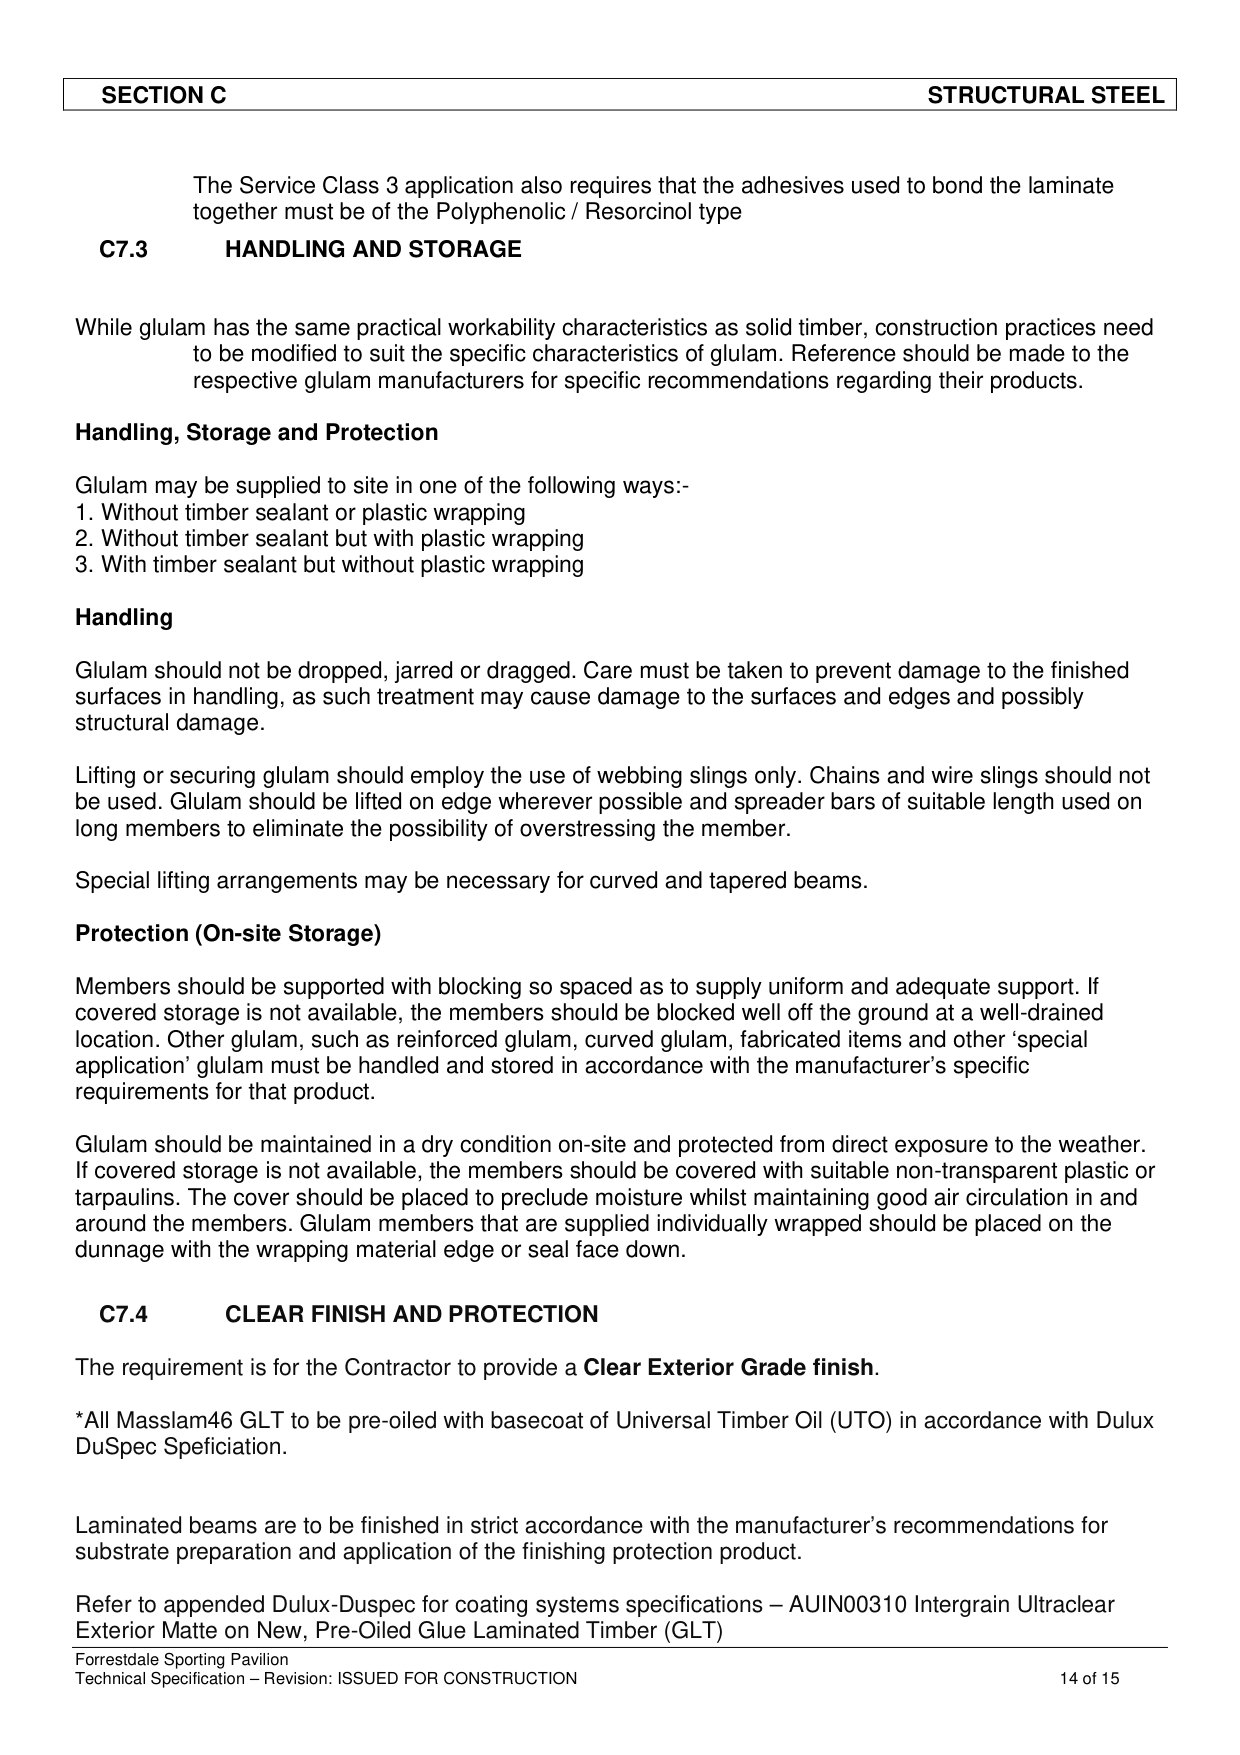 SECTION C STRUCTURAL STEEL
The Service Class 3 application also requires that the adhesives used to bond the laminate
together must be of the Polyphenolic / Resorcinol type
C7.3 HANDLING AND STORAGE
While glulam has the same practical workability characteristics as solid timber, construction practices need
to be modified to suit the specific characteristics of glulam. Reference should be made to the
respective glulam manufacturers for specific recommendations regarding their products.
Handling, Storage and Protection
Glulam may be supplied to site in one of the following ways:-
1. Without timber sealant or plastic wrapping
2. Without timber sealant but with plastic wrapping
3. With timber sealant but without plastic wrapping
Handling
Glulam should not be dropped, jarred or dragged. Care must be taken to prevent damage to the finished
surfaces in handling, as such treatment may cause damage to the surfaces and edges and possibly
structural damage.
Lifting or securing glulam should employ the use of webbing slings only. Chains and wire slings should not
be used. Glulam should be lifted on edge wherever possible and spreader bars of suitable length used on
long members to eliminate the possibility of overstressing the member.
Special lifting arrangements may be necessary for curved and tapered beams.
Protection (On-site Storage)
Members should be supported with blocking so spaced as to supply uniform and adequate support. If
covered storage is not available, the members should be blocked well off the ground at a well-drained
location. Other glulam, such as reinforced glulam, curved glulam, fabricated items and other ‘special
application’ glulam must be handled and stored in accordance with the manufacturer’s specific
requirements for that product.
Glulam should be maintained in a dry condition on-site and protected from direct exposure to the weather.
If covered storage is not available, the members should be covered with suitable non-transparent plastic or
tarpaulins. The cover should be placed to preclude moisture whilst maintaining good air circulation in and
around the members. Glulam members that are supplied individually wrapped should be placed on the
dunnage with the wrapping material edge or seal face down.
C7.4 CLEAR FINISH AND PROTECTION
The requirement is for the Contractor to provide a Clear Exterior Grade finish.
*All Masslam46 GLT to be pre-oiled with basecoat of Universal Timber Oil (UTO) in accordance with Dulux
DuSpec Speficiation.
Laminated beams are to be finished in strict accordance with the manufacturer’s recommendations for
substrate preparation and application of the finishing protection product.
Refer to appended Dulux-Duspec for coating systems specifications – AUIN00310 Intergrain Ultraclear
Exterior Matte on New, Pre-Oiled Glue Laminated Timber (GLT)
Forrestdale Sporting Pavilion
Technical Specification – Revision: ISSUED FOR CONSTRUCTION 14 of 15